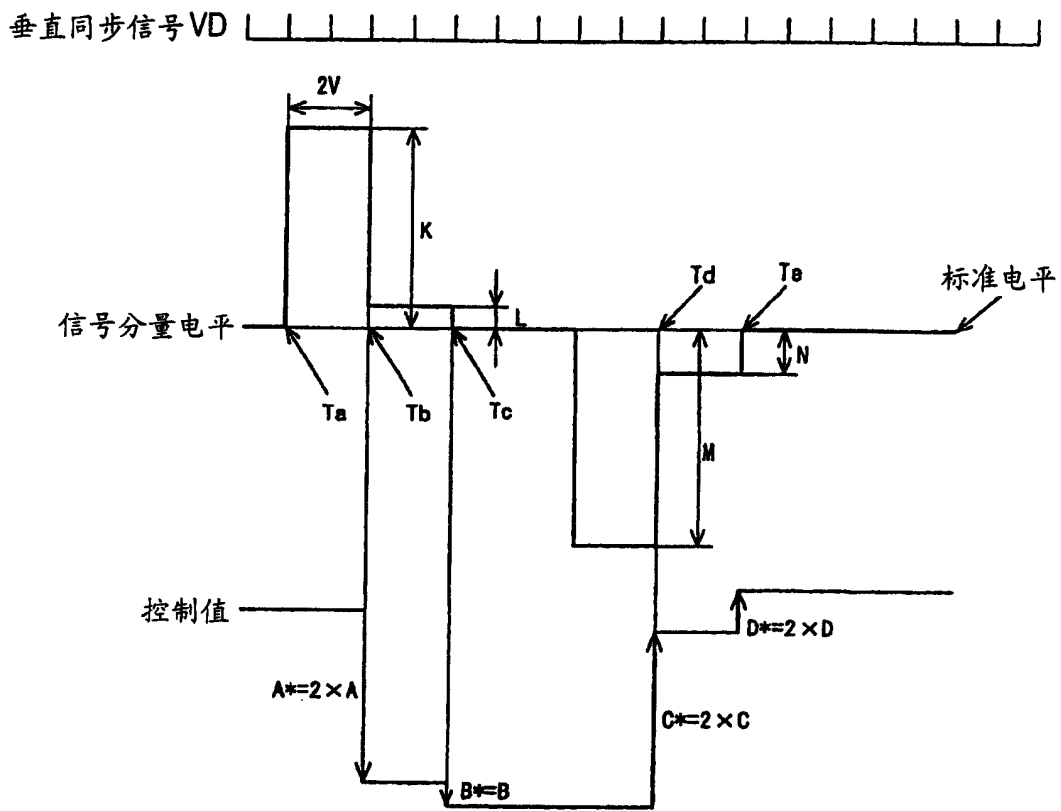 垂直同步信号VD
2V
K
L
Td
Te
标准电平
信号分量电平
N
Ta
Tb
Tc
M
控制值
D*=2×D
A*=2×A
C*=2×C
B*=B